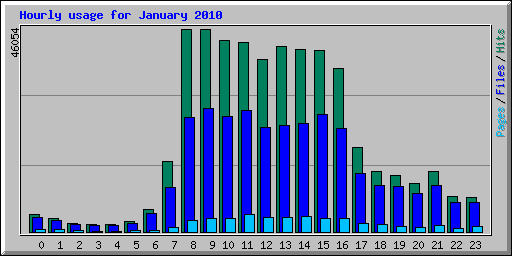 Hourly usage for January 2010
46054
Pages / Files / Hits
0 1 2 3 4 5 6 7 8 9 10 11 12 13 14 15 16 17 18 19 20 21 22 23